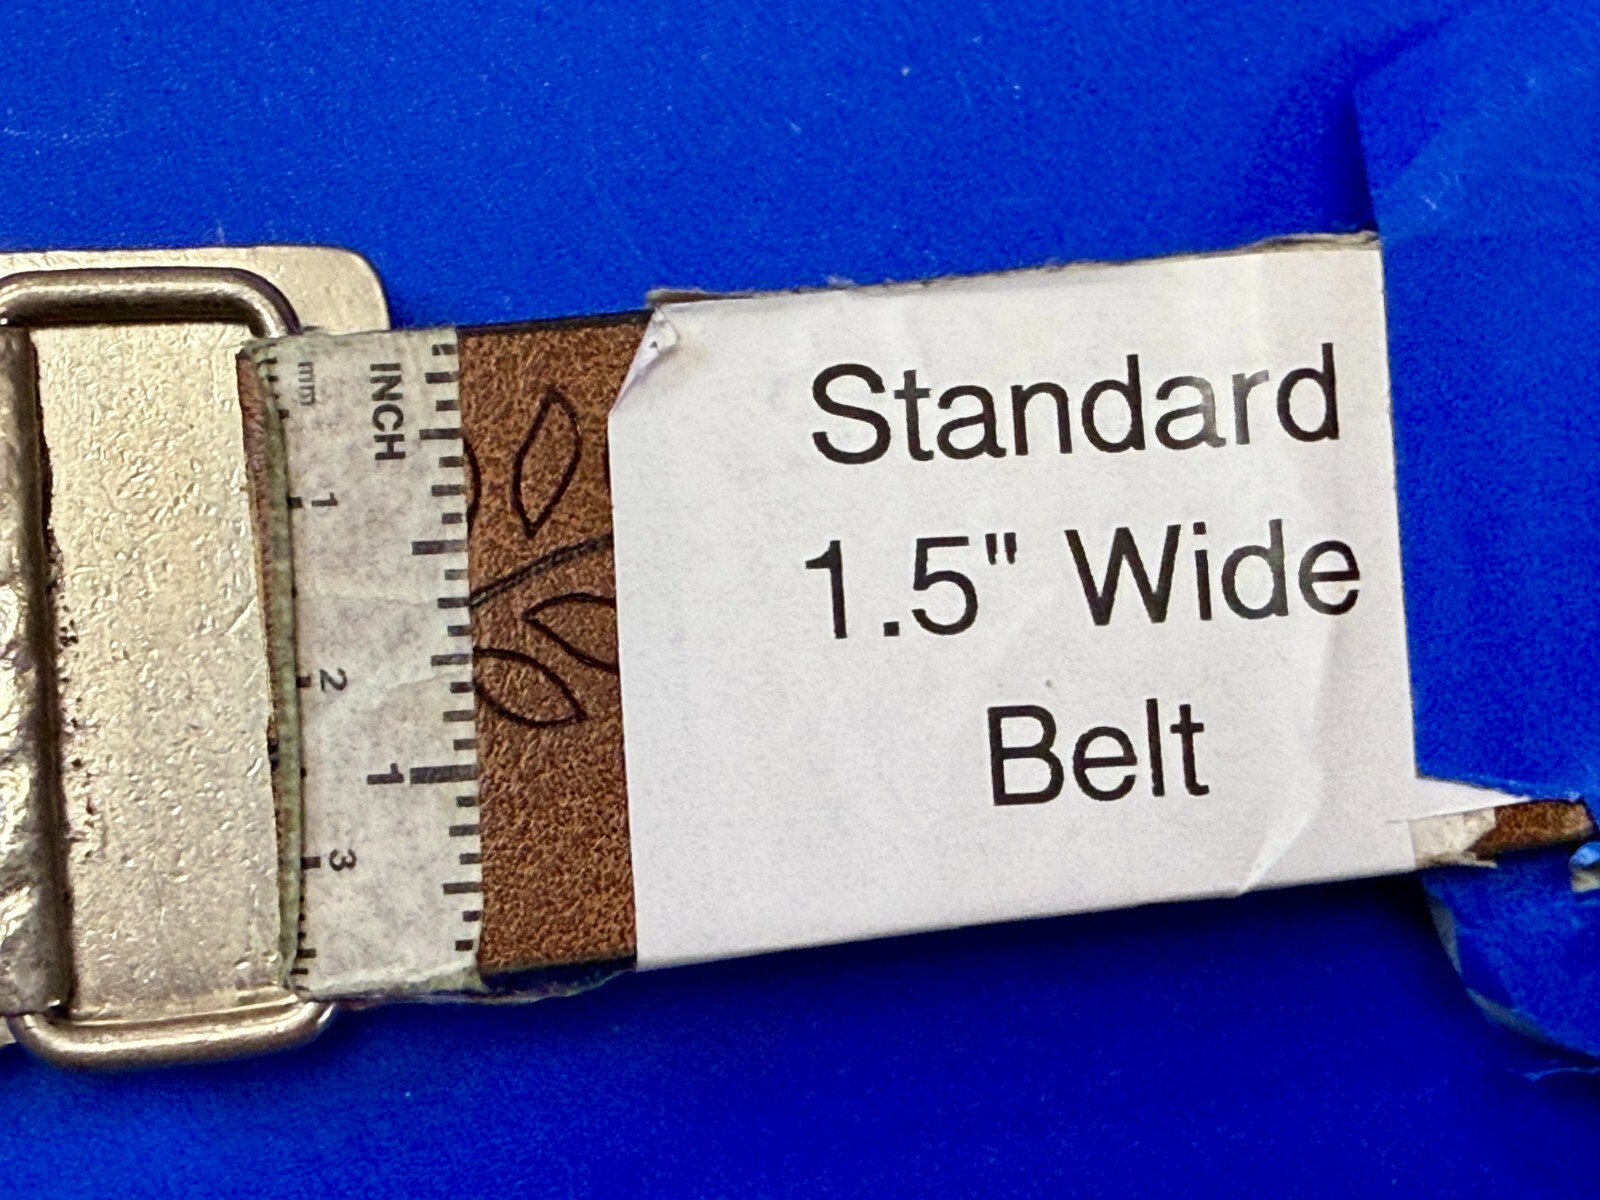 mm
INCH
1
2
1
3
Standard
1.5" Wide
Belt